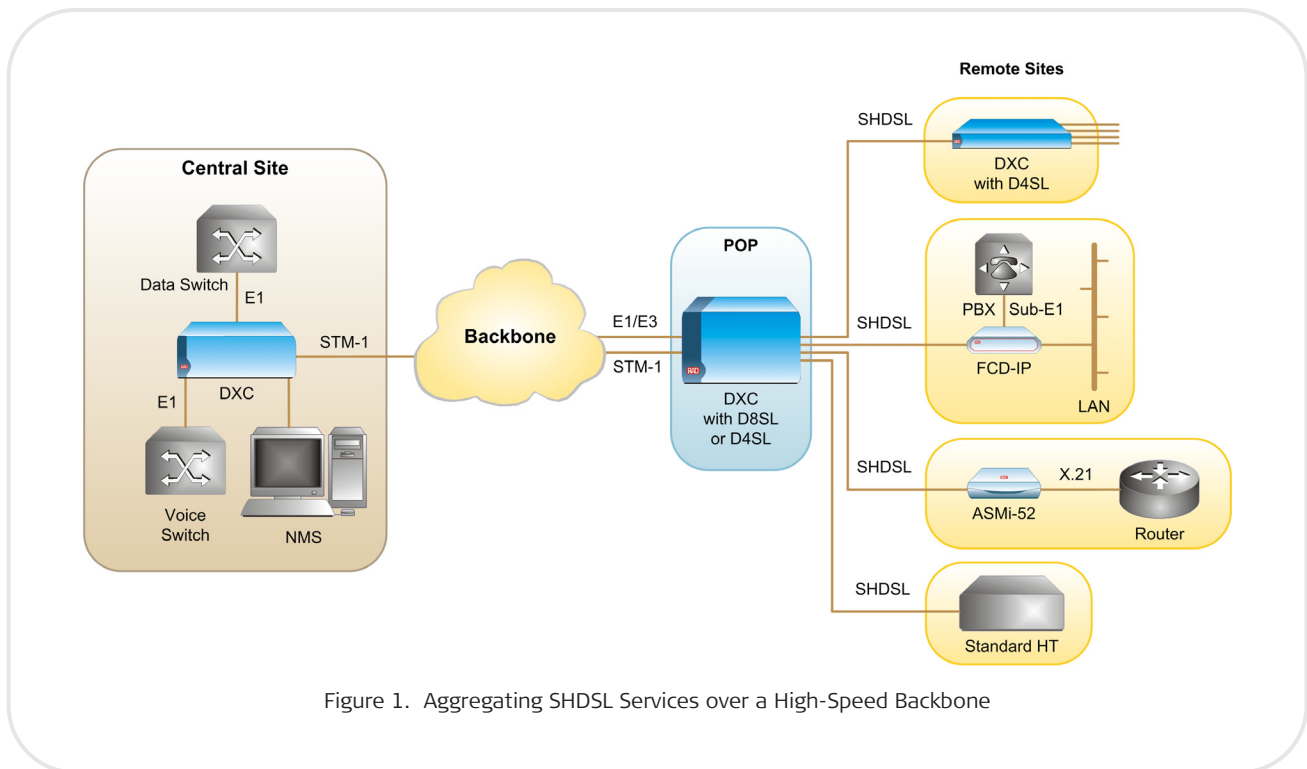 Remote Sites
SHDSL
DXC
with D4SL
Central Site
Data Switch
E1
STM-1
DXC
E1
Voice
Switch
NMS
Backbone
E1/E3
STM-1
POP
RAD
DXC
with D8SL
or D4SL
SHDSL
PBX
Sub-E1
FCD-IP
LAN
SHDSL
X.21
ASMi-52
Router
SHDSL
Standard HT
Figure 1. Aggregating SHDSL Services over a High-Speed Backbone